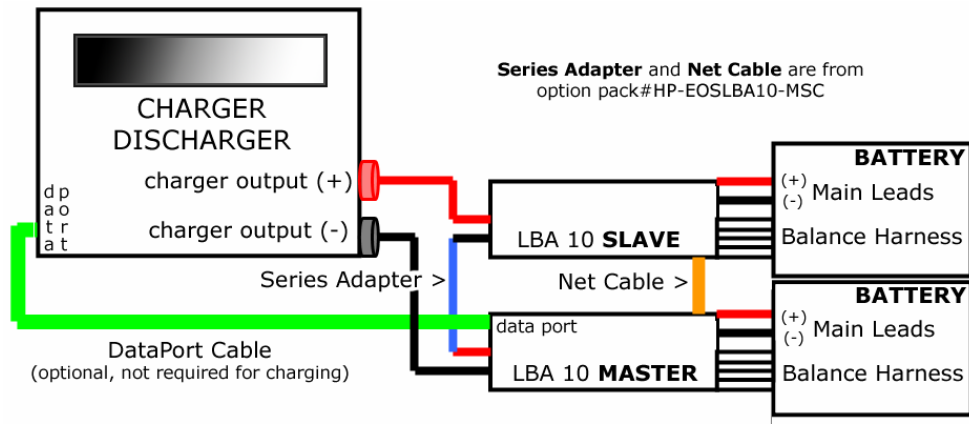 CHARGER
DISCHARGER
charger output (+)
charger output (-)
data port
Series Adapter and Net Cable are from
option pack#HP-EOSLBA10-MSC
LBA 10 SLAVE
BATTERY
(+)
Main Leads
(-)
Balance Harness
Series Adapter >
Net Cable >
data port
LBA 10 MASTER
BATTERY
(+)
Main Leads
(-)
Balance Harness
DataPort Cable
(optional, not required for charging)